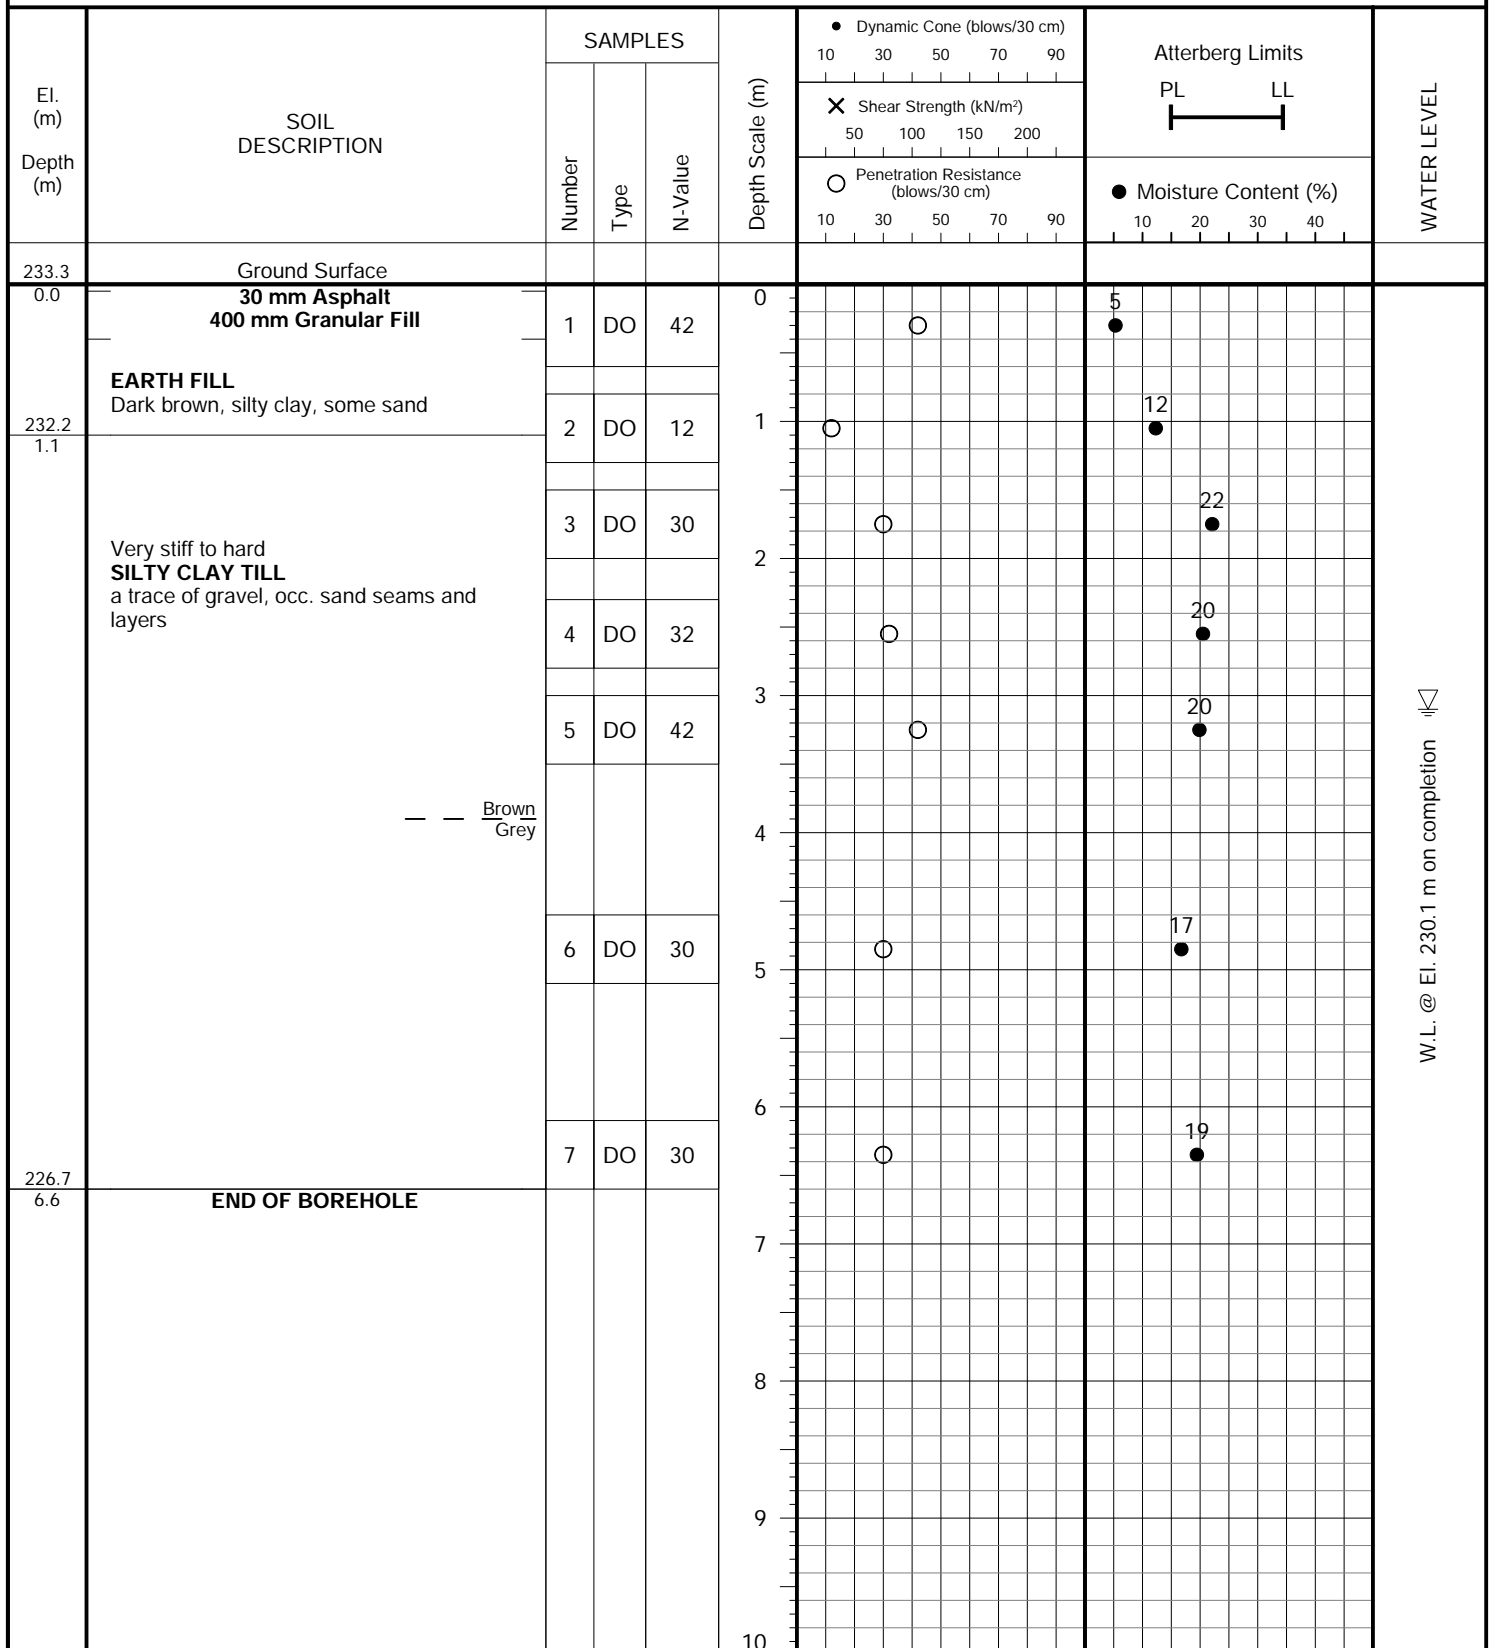 El.
(m)
Depth
(m)
SOIL
DESCRIPTION
SAMPLES
Number
Type
N-Value
Depth Scale (m)
Dynamic Cone (blows/30 cm)
10 30 50 70 90
Shear Strength (kN/m²)
50 100 150 200
Penetration Resistance
(blows/30 cm)
10 30 50 70 90
Atterberg Limits
PL LL
Moisture Content (%)
10 20 30 40
WATER LEVEL
233.3 Ground Surface
0.0 30 mm Asphalt 0
400 mm Granular Fill
1 DO 42 5
EARTH FILL
Dark brown, silty clay, some sand
232.2
1.1
2 DO 12 1 12
3 DO 30 22
Very stiff to hard
SILTY CLAY TILL
a trace of gravel, occ. sand seams and
layers
2
4 DO 32 20
3
5 DO 42 20
Brown
Grey
4
6 DO 30 17
5
W.L. @ El. 230.1 m on completion
6
7 DO 30 19
226.7
6.6 END OF BOREHOLE
7
8
9
10